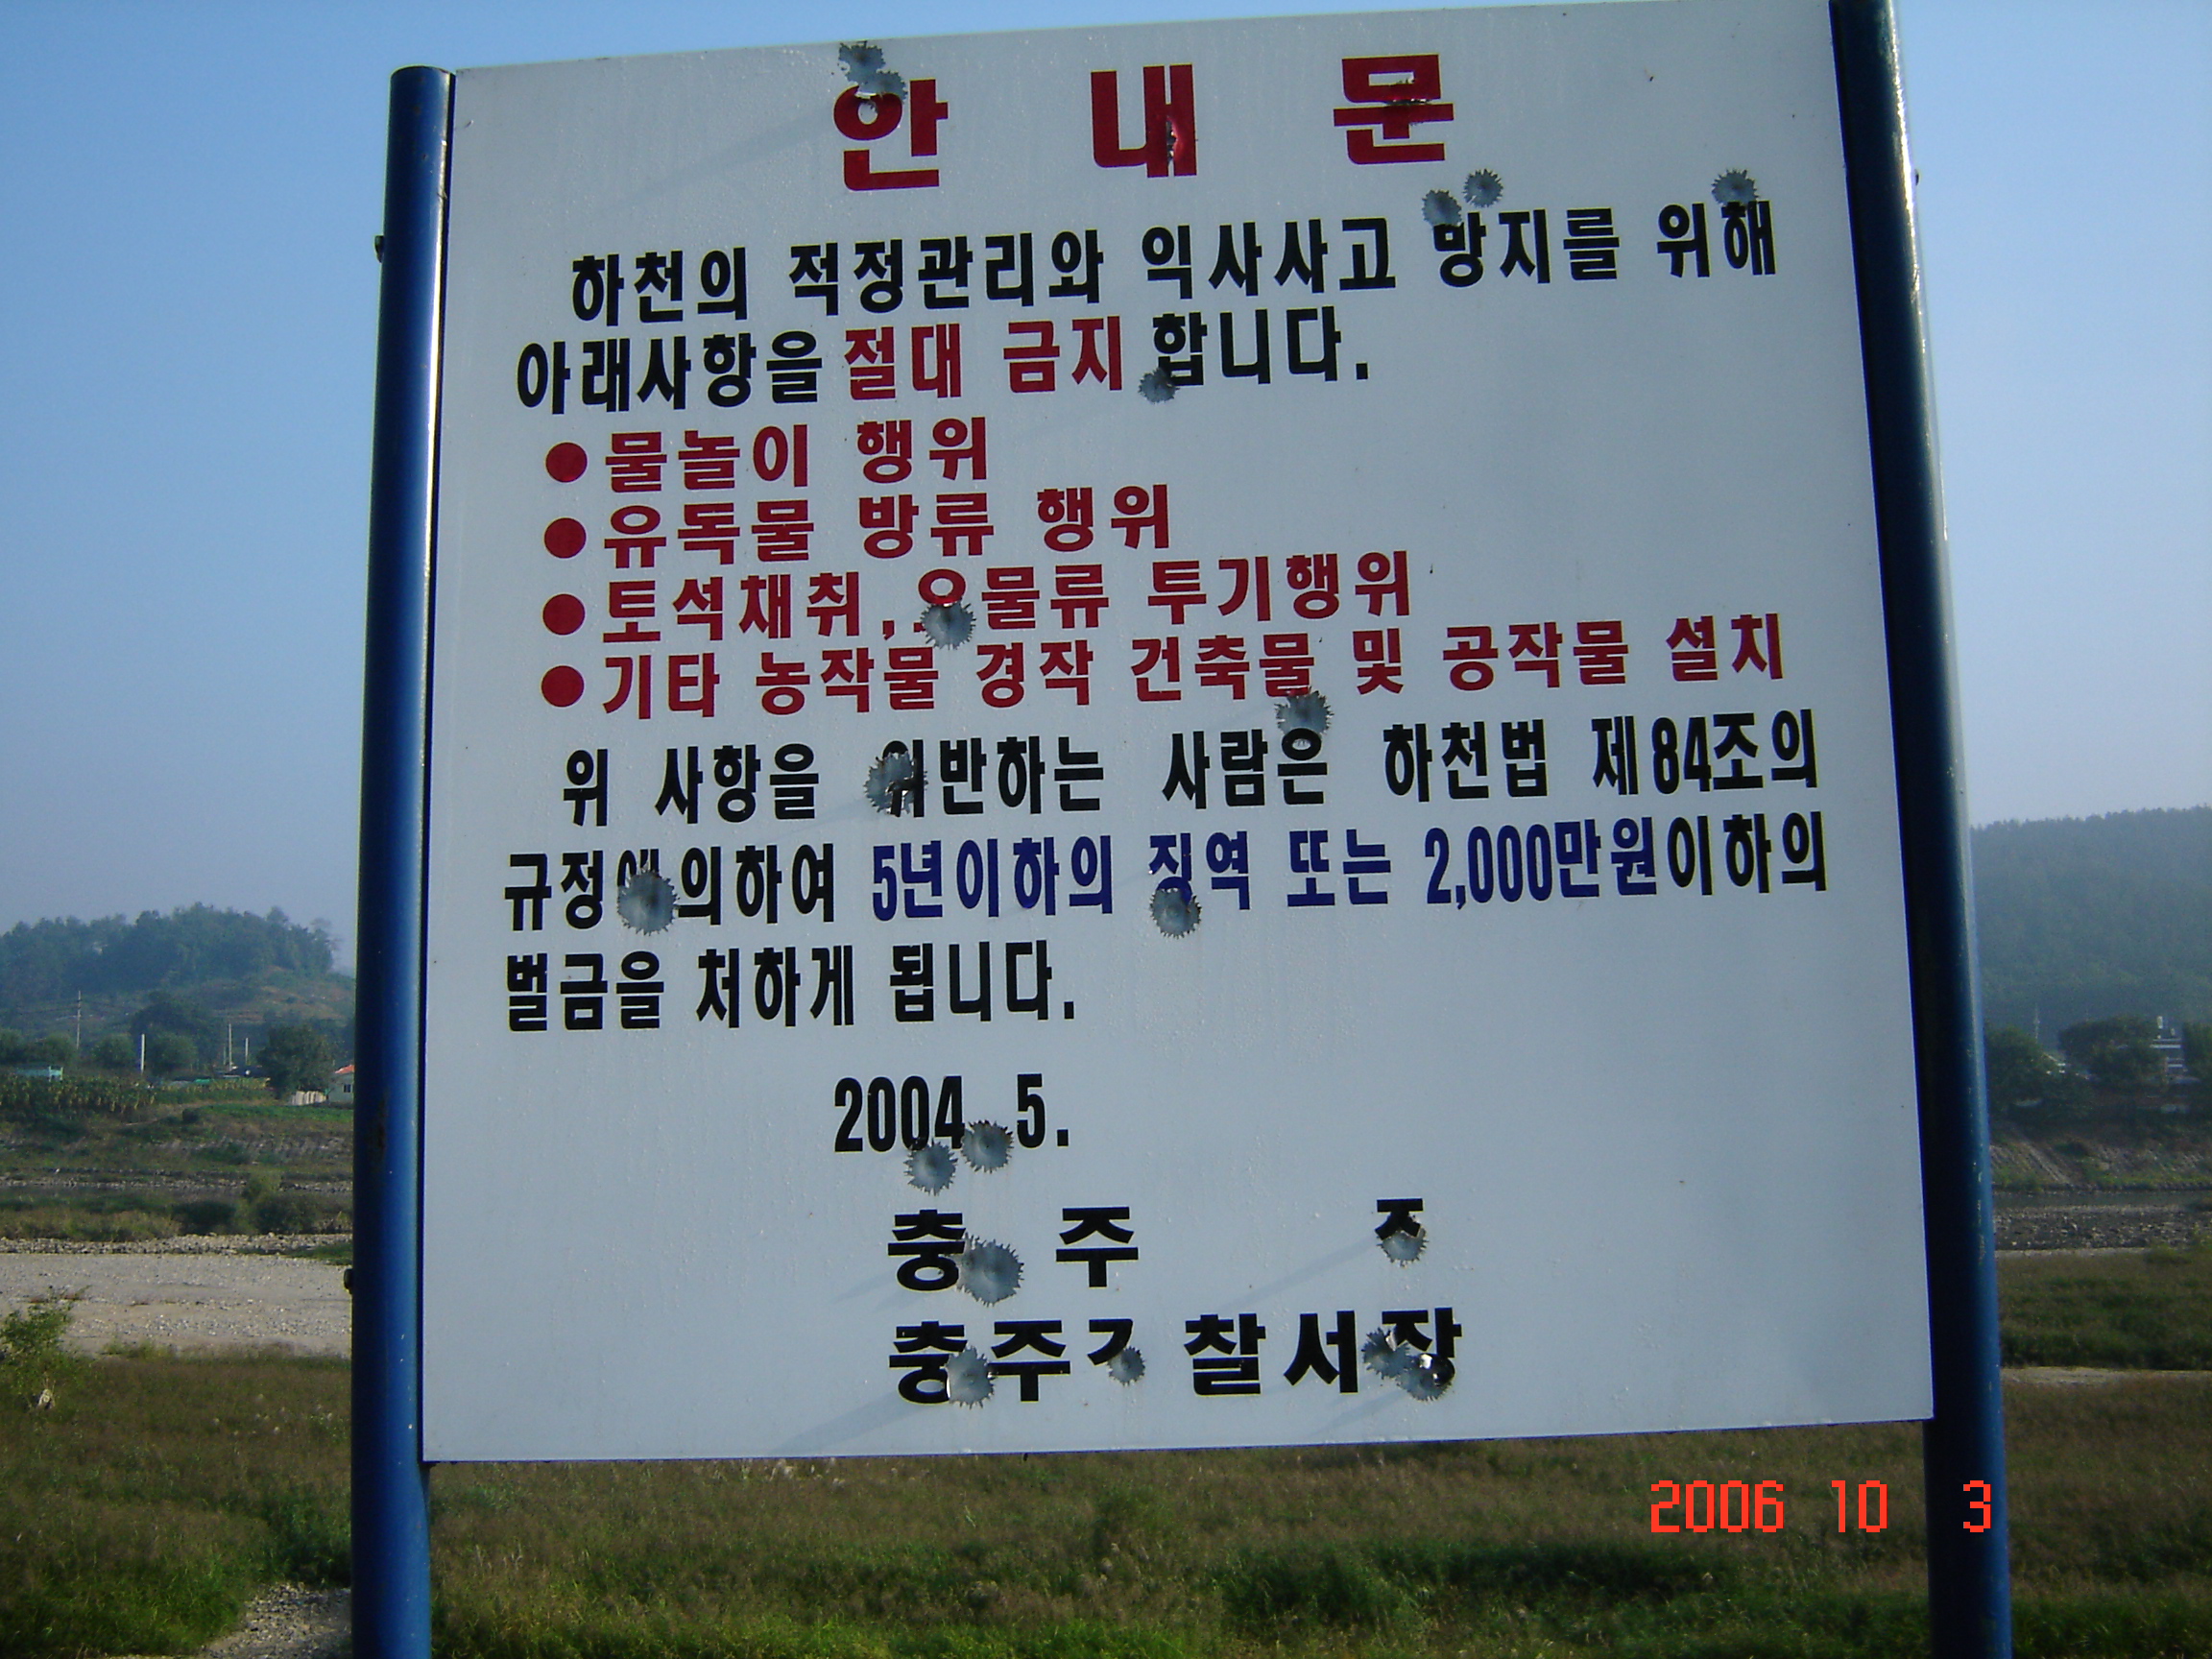 안 내 문
하천의 적정관리와 익사사고 방지를 위해
아래사항을 절대 금지 합니다.
●물놀이 행위
●유독물 방류 행위
●토석채취, 오물류 투기행위
●기타 농작물 경작 건축물 및 공작물 설치
위 사항을 위반하는 사람은 하천법 제84조의
규정에 의하여 5년이하의 징역 또는 2,000만원이하의
벌금을 처하게 됩니다.
2004. 5.
충 주
충주 찰서장
2006 10 3